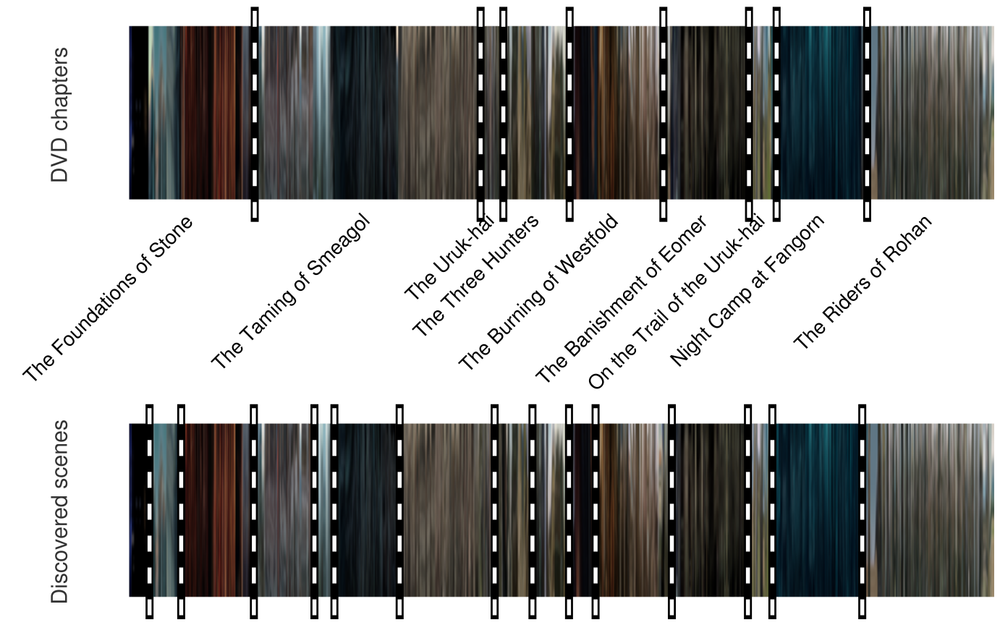 DVD chapters
The Foundations of Stone
The Taming of Smeagol
The Uruk-hai
The Three Hunters
The Burning of Westfold
The Banishment of Eomer
On the Trail of the Uruk-hai
Night Camp at Fangorn
The Riders of Rohan
Discovered scenes